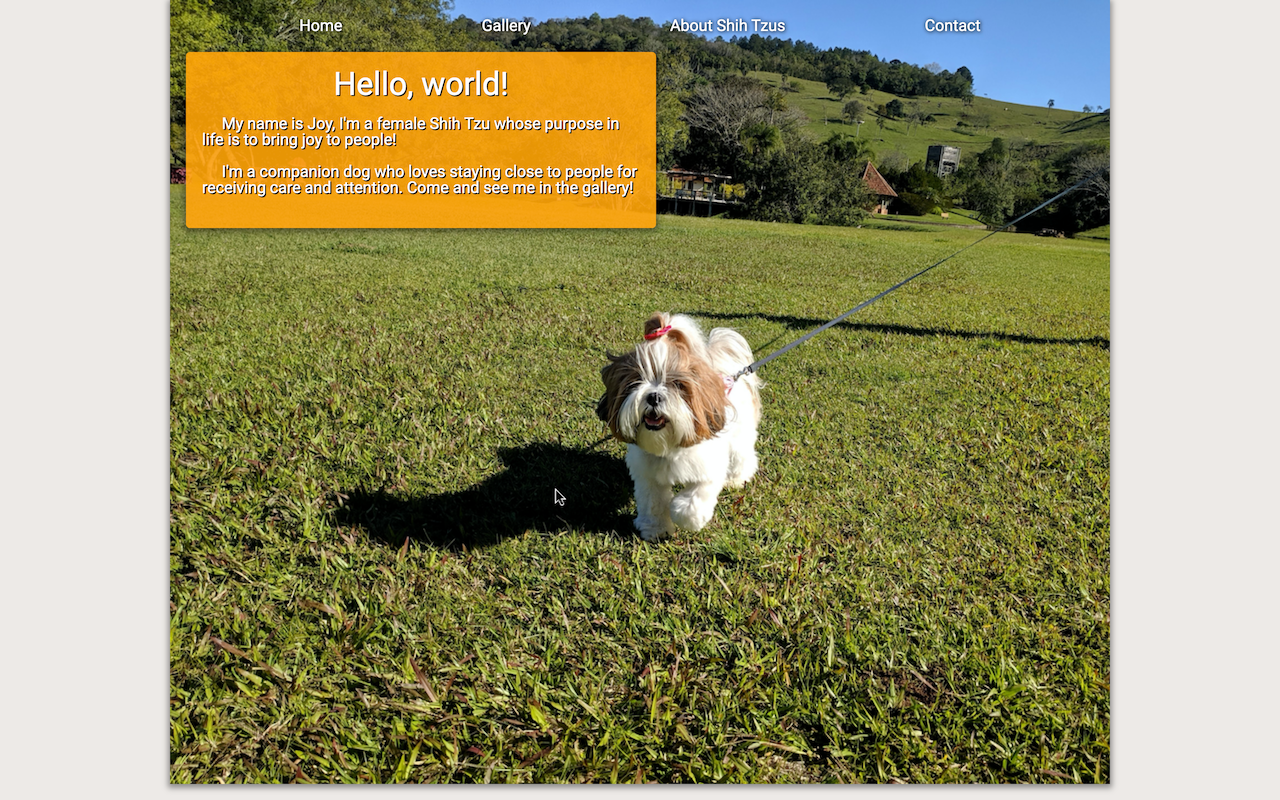 Home Gallery About Shih Tzus Contact
Hello, world!
My name is Joy, I'm a female Shih Tzu whose purpose in
life is to bring joy to people!
I'm a companion dog who loves staying close to people for
receiving care and attention. Come and see me in the gallery!